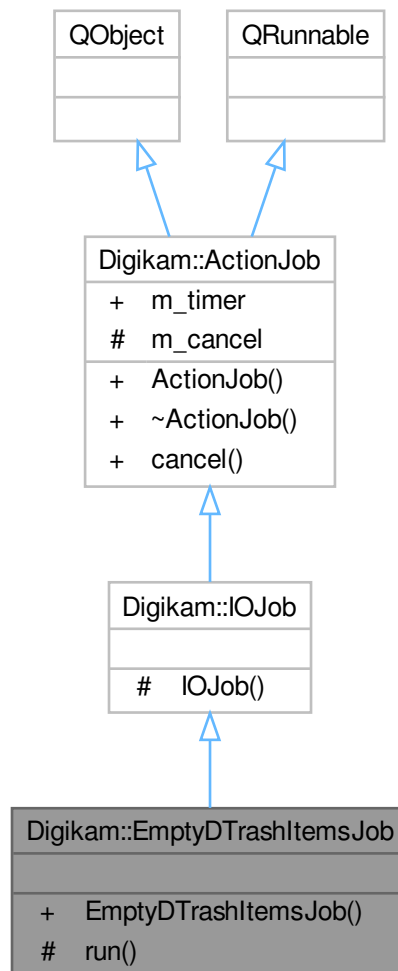 QObject
QRunnable
Digikam::ActionJob
+ m_timer
# m_cancel
+ ActionJob()
+ ~ActionJob()
+ cancel()
Digikam::IOJob
# IOJob()
Digikam::EmptyDTrashItemsJob
+ EmptyDTrashItemsJob()
# run()